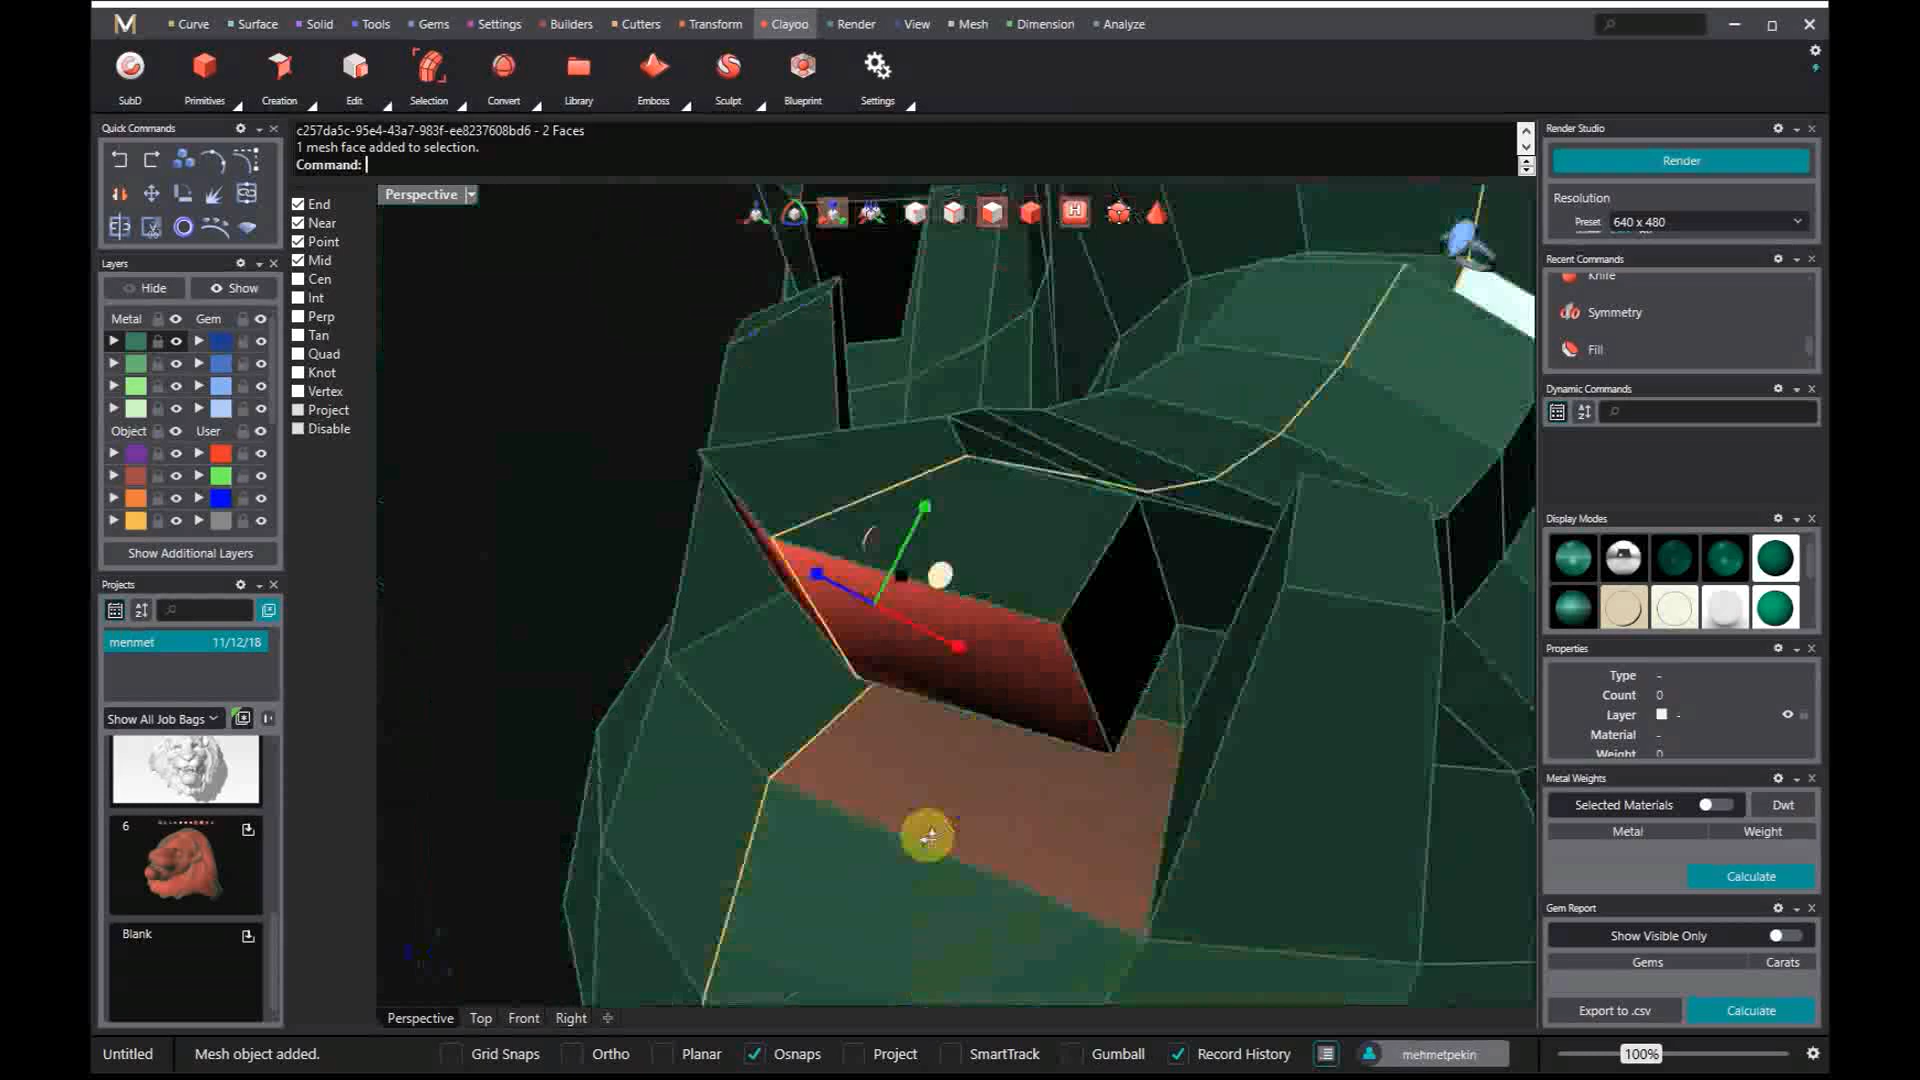 M Curve Surface Solid Tools Gems Settings Builders Cutters Transform Clayoo Render View Mesh Dimension Analyze
SubD Primitives Creation Edit Selection Convert Library Emboss Sculpt Blueprint Settings
Quick Commands
c257da5c-95e4-43a7-983f-ee8237608bd6 - 2 Faces
1 mesh face added to selection.
Command:
Perspective
End
Near
Point
Mid
Cen
Int
Perp
Tan
Quad
Knot
Vertex
Project
Disable
H
Layers
Hide Show
Metal Gem
Object User
Show Additional Layers
Projects
menmet 11/12/18
Show All Job Bags
6
Blank
Render Studio
Render
Resolution
Preset 640 x 480
Recent Commands
Knife
Symmetry
Fill
Dynamic Commands
Display Modes
Properties
Type -
Count 0
Layer -
Material -
Weight 0
Metal Weights
Selected Materials Dwt
Metal Weight
Calculate
Gem Report
Show Visible Only
Gems Carats
Export to .csv Calculate
Perspective Top Front Right
Untitled Mesh object added. Grid Snaps Ortho Planar Osnaps Project SmartTrack Gumball Record History mehmetpekin 100%